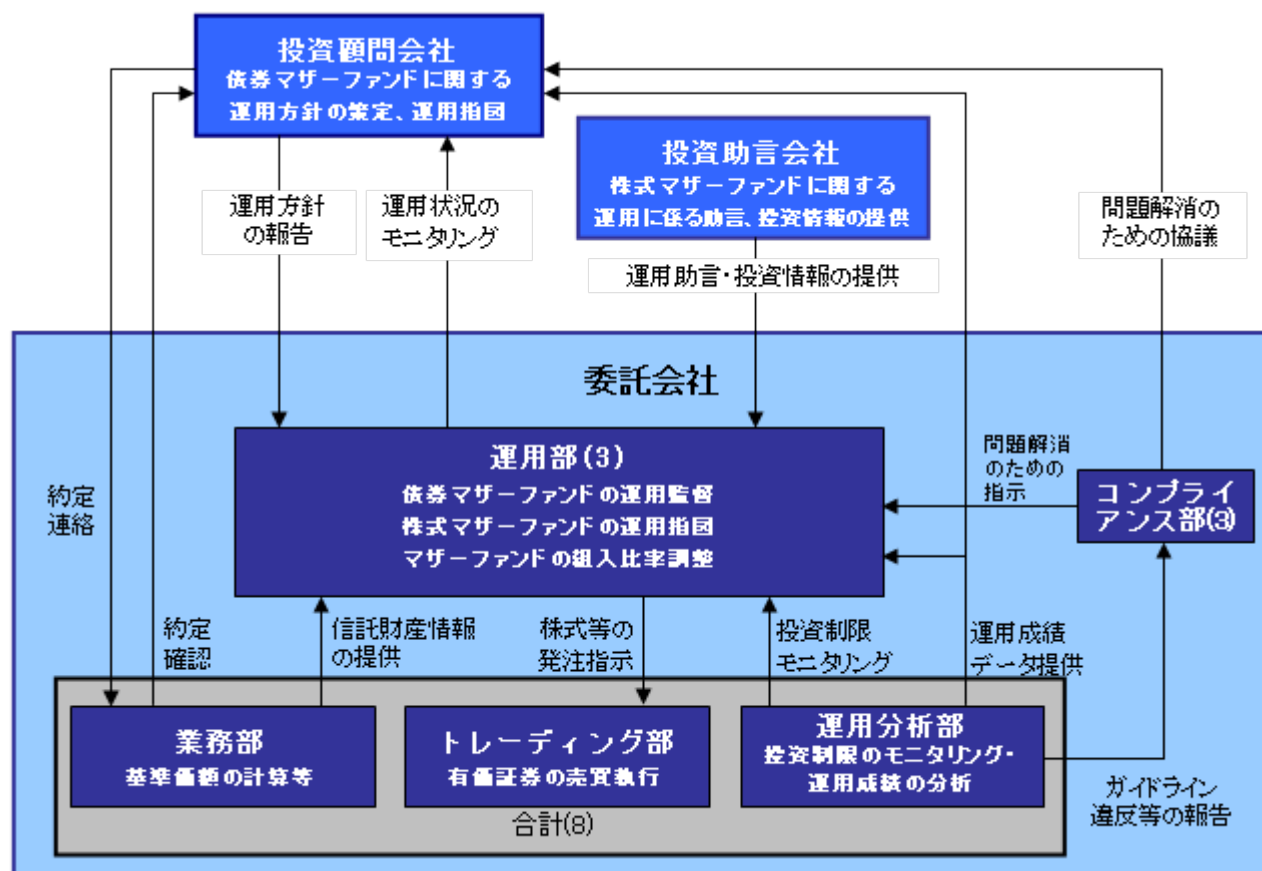 投資顧問会社
債券マザーファンドに関する
運用方針の策定、運用指図
投資助言会社
株式マザーファンドに関する
運用に係る助言、投資情報の提供
運用方針
の報告
運用状況の
モニタリング
運用助言・投資情報の提供
問題解消の
ための協議
委託会社
運用部(3)
債券マザーファンドの運用監督
株式マザーファンドの運用指図
マザーファンドの組入比率調整
問題解消
のための
指示
コンプライ
アンス部(3)
約定
連絡
約定
確認
信託財産情報
の提供
株式等の
発注指示
投資制限
モニタリング
運用成績
データ提供
業務部
基準価額の計算等
トレーディング部
有価証券の売買執行
運用分析部
投資制限のモニタリング・
運用成績の分析
合計(8)
ガイドライン
違反等の報告